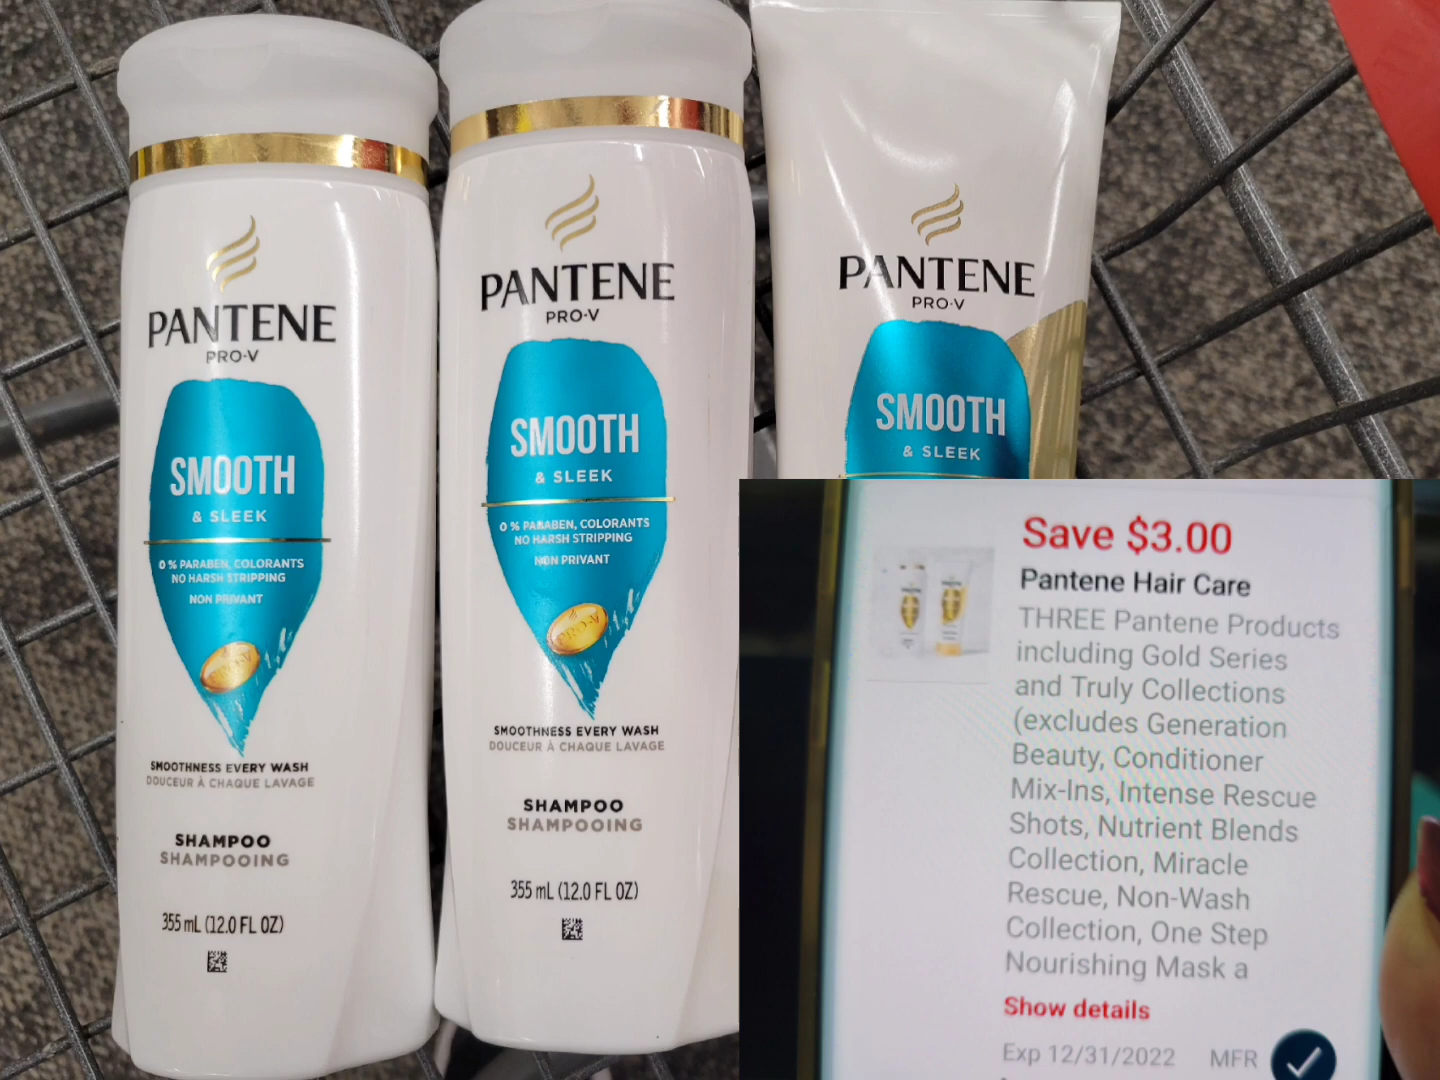 PANTENE
PRO-V
SMOOTH
& SLEEK
0 % PARABEN, COLORANTS
NO HARSH STRIPPING
NON PRIVANT
SMOOTHNESS EVERY WASH
DOUCEUR À CHAQUE LAVAGE
SHAMPOO
SHAMPOOING
355 mL (12.0 FL OZ)
PANTENE
PRO-V
SMOOTH
& SLEEK
0 % PARABEN, COLORANTS
NO HARSH STRIPPING
NON PRIVANT
PRO-V
SMOOTHNESS EVERY WASH
DOUCEUR À CHAQUE LAVAGE
SHAMPOO
SHAMPOOING
355 mL (12.0 FL OZ)
PANTENE
PRO-V
SMOOTH
& SLEEK
Save $3.00
Pantene Hair Care
THREE Pantene Products
including Gold Series
and Truly Collections
(excludes Generation
Beauty, Conditioner
Mix-Ins, Intense Rescue
Shots, Nutrient Blends
Collection, Miracle
Rescue, Non-Wash
Collection, One Step
Nourishing Mask a
Show details
Exp 12/31/2022 MFR